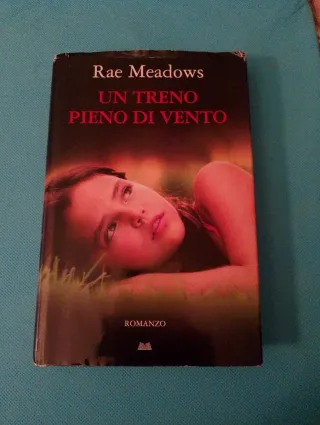 Rae Meadows
UN TRENO
PIENO DI VENTO
ROMANZO